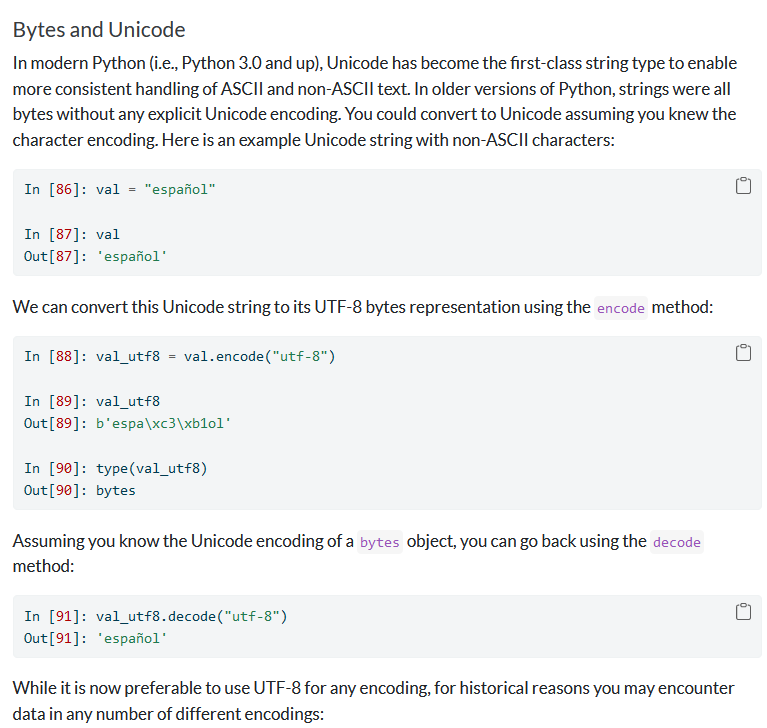 Bytes and Unicode
In modern Python (i.e., Python 3.0 and up), Unicode has become the first-class string type to enable
more consistent handling of ASCII and non-ASCII text. In older versions of Python, strings were all
bytes without any explicit Unicode encoding. You could convert to Unicode assuming you knew the
character encoding. Here is an example Unicode string with non-ASCII characters:
In [86]: val = "español"
In [87]: val
Out[87]: 'español'
We can convert this Unicode string to its UTF-8 bytes representation using the encode method:
In [88]: val_utf8 = val.encode("utf-8")
In [89]: val_utf8
Out[89]: b'espa\xc3\xb1ol'
In [90]: type(val_utf8)
Out[90]: bytes
Assuming you know the Unicode encoding of a bytes object, you can go back using the decode
method:
In [91]: val_utf8.decode("utf-8")
Out[91]: 'español'
While it is now preferable to use UTF-8 for any encoding, for historical reasons you may encounter
data in any number of different encodings: